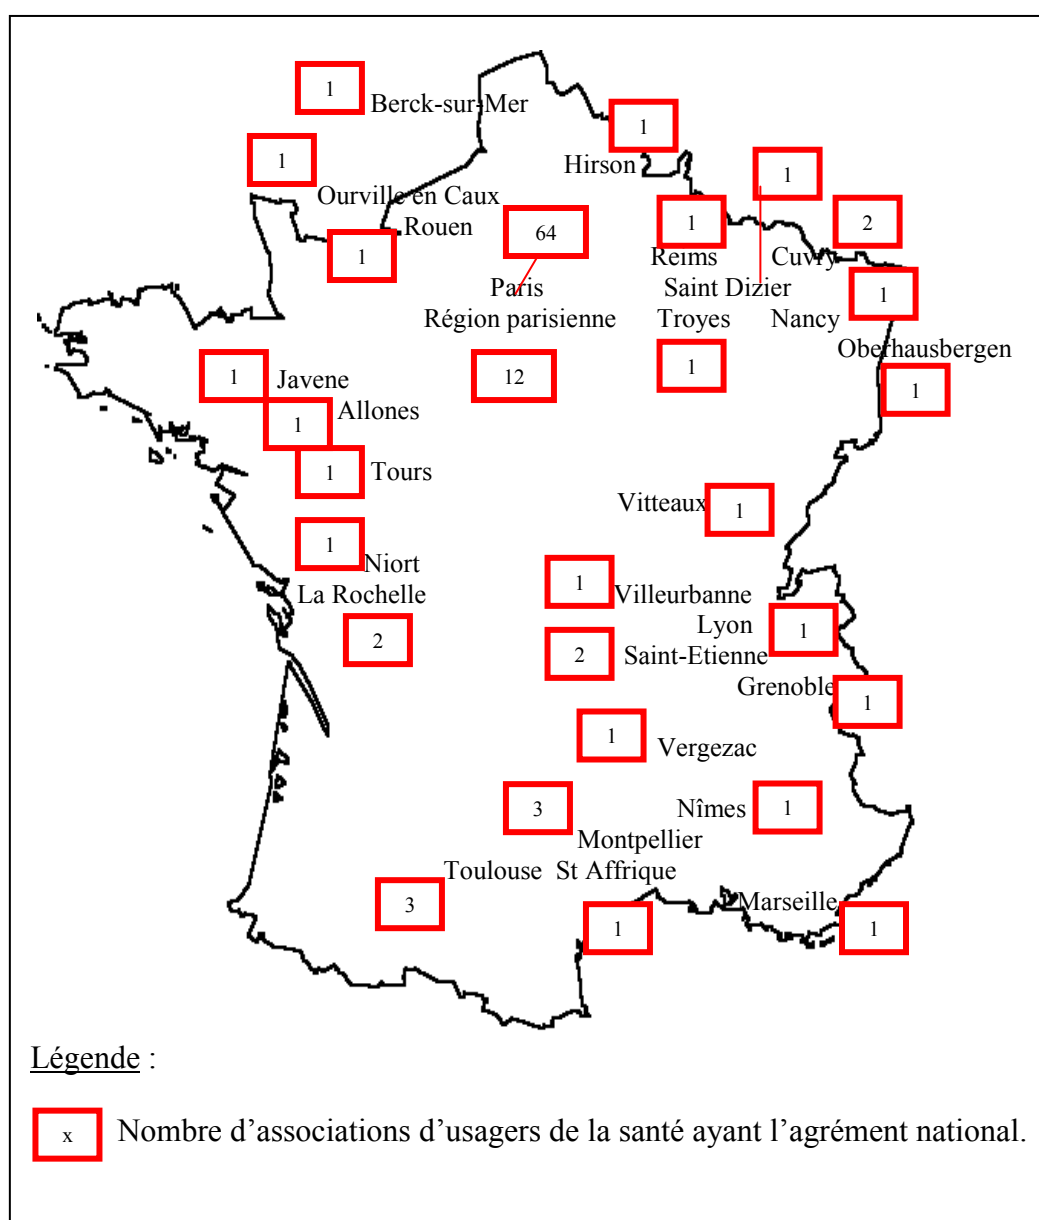 1
Berck-sur-Mer
1
Hirson
1
Ourville en Caux
1
Rouen
1
64
1
Reims
2
Cuvry
Paris
Saint Dizier
1
Région parisienne
Troyes
Nancy
Oberhausbergen
1
Javene
12
1
1
Allones
1
1
Tours
Vitteaux
1
1
Niort
La Rochelle
1
Villeurbanne
Lyon
1
2
2
Saint-Etienne
Grenoble
1
1
Vergezac
3
Nîmes
1
Montpellier
Toulouse St Affrique
3
Marseille
1
1
Légende :
x Nombre d’associations d’usagers de la santé ayant l’agrément national.